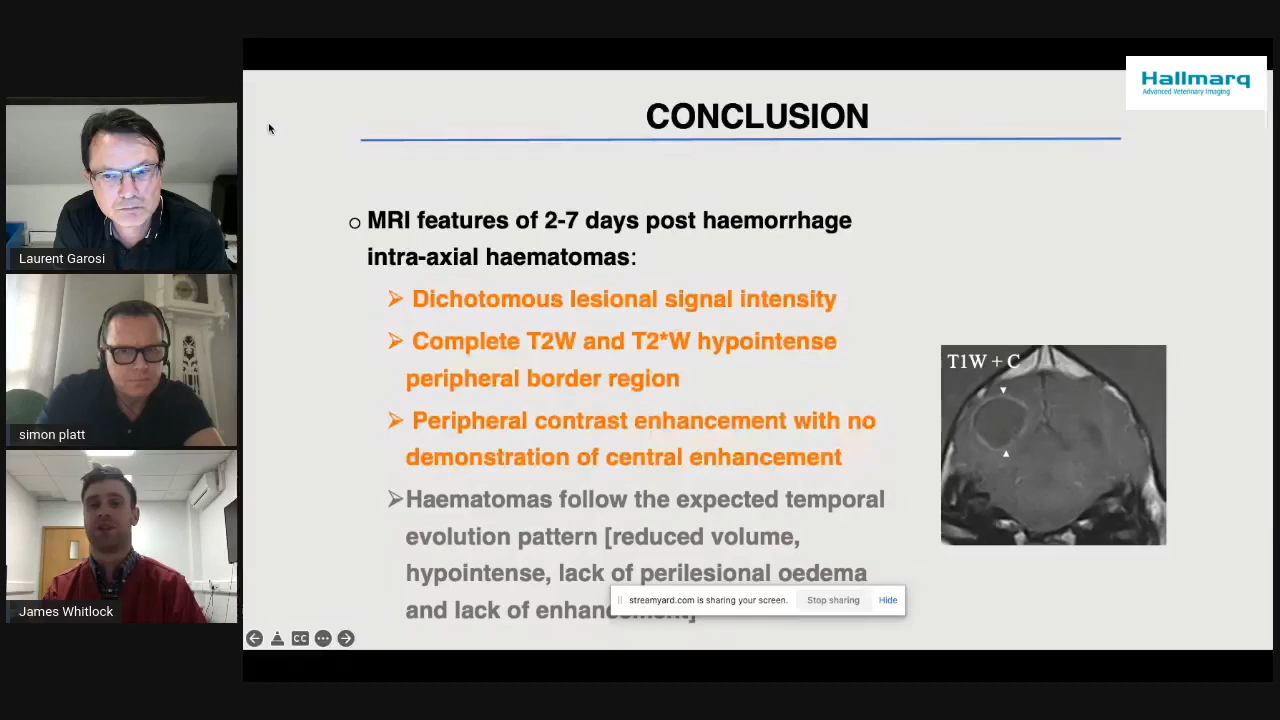 Hallmarq
Advanced Veterinary Imaging
CONCLUSION
MRI features of 2-7 days post haemorrhage
intra-axial haematomas:
Dichotomous lesional signal intensity
Complete T2W and T2*W hypointense
peripheral border region
Peripheral contrast enhancement with no
demonstration of central enhancement
Haematomas follow the expected temporal
evolution pattern [reduced volume,
hypointense, lack of perilesional oedema
and lack of
T1W + C
streamyard.com is sharing your screen. Stop sharing Hide
CC
Laurent Garosi
simon platt
James Whitlock